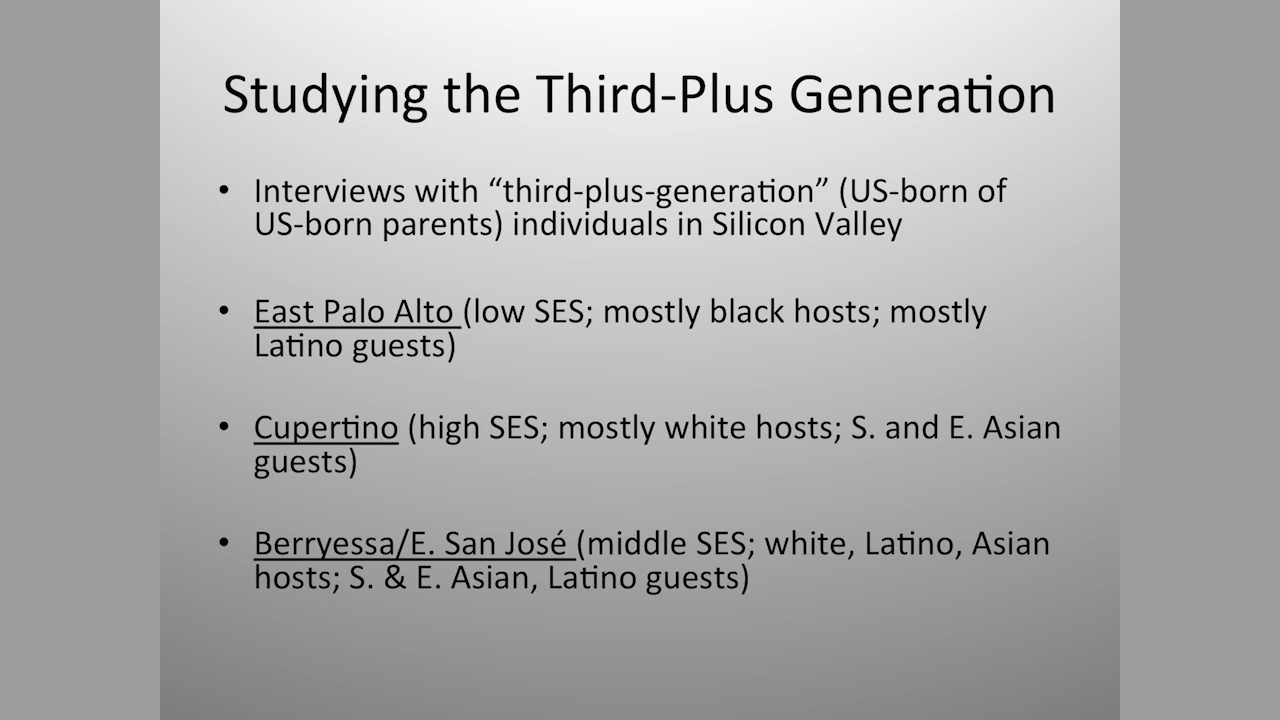 Studying the Third-Plus Generation
• Interviews with “third-plus-generation” (US-born of
US-born parents) individuals in Silicon Valley
• East Palo Alto (low SES; mostly black hosts; mostly
Latino guests)
• Cupertino (high SES; mostly white hosts; S. and E. Asian
guests)
• Berryessa/E. San José (middle SES; white, Latino, Asian
hosts; S. & E. Asian, Latino guests)